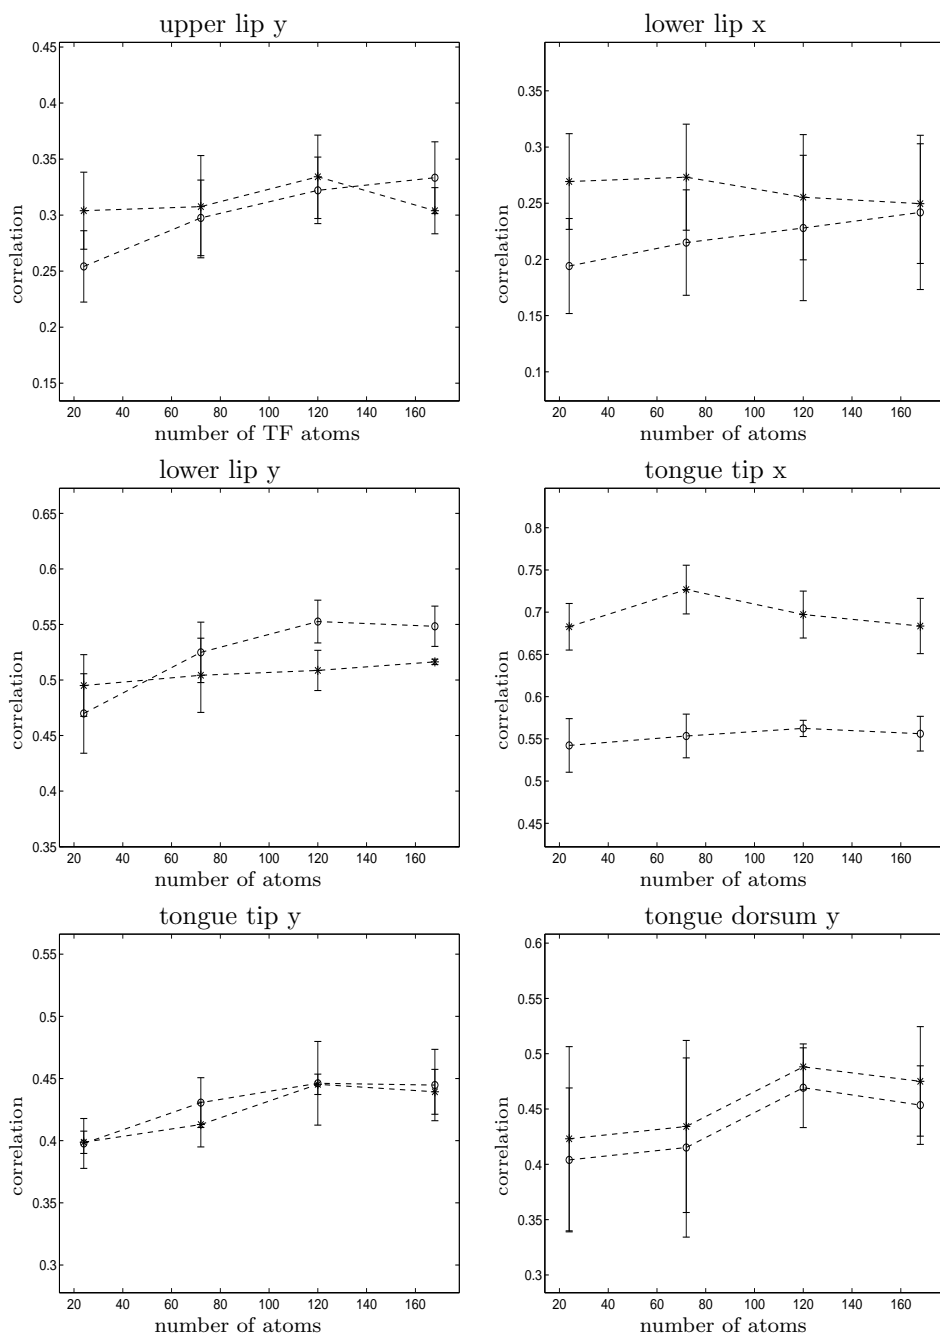 upper lip y
0.45
0.4
0.35
0.3
0.25
0.2
0.15
correlation
20 40 60 80 100 120 140 160
number of TF atoms
lower lip x
0.35
0.3
0.25
0.2
0.15
0.1
correlation
20 40 60 80 100 120 140 160
number of atoms
lower lip y
0.65
0.6
0.55
0.5
0.45
0.4
0.35
correlation
20 40 60 80 100 120 140 160
number of atoms
tongue tip x
0.8
0.75
0.7
0.65
0.6
0.55
0.5
0.45
correlation
20 40 60 80 100 120 140 160
number of atoms
tongue tip y
0.55
0.5
0.45
0.4
0.35
0.3
correlation
20 40 60 80 100 120 140 160
number of atoms
tongue dorsum y
0.6
0.55
0.5
0.45
0.4
0.35
0.3
correlation
20 40 60 80 100 120 140 160
number of atoms